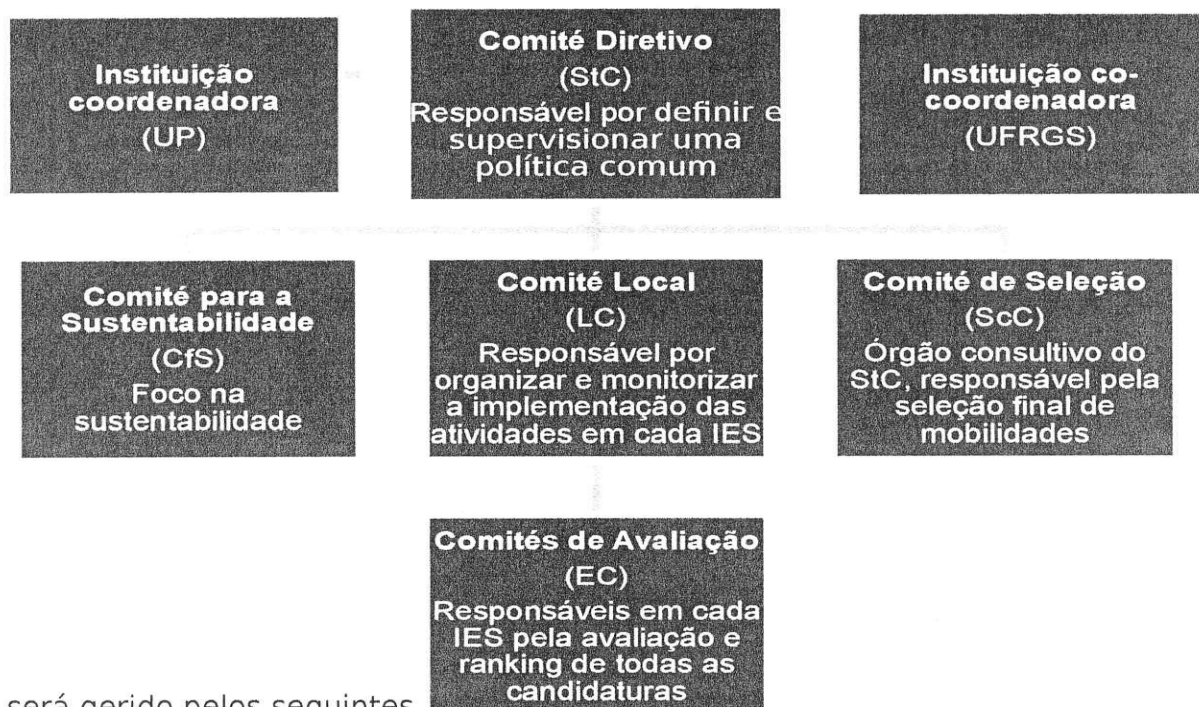 Instituição
coordenadora
(UP)
Comité Diretivo
(StC)
Responsável por definir e
supervisionar uma
política comum
Instituição co-
coordenadora
(UFRGS)
Comité para a
Sustentabilidade
(CfS)
Foco na
sustentabilidade
Comité Local
(LC)
Responsável por
organizar e monitorizar
a implementação das
atividades em cada IES
Comité de Seleção
(ScC)
Órgão consultivo do
StC, responsável pela
seleção final de
mobilidades
Comités de Avaliação
(EC)
Responsáveis em cada
IES pela avaliação e
ranking de todas as
candidaturas
será gerido pelos seguintes